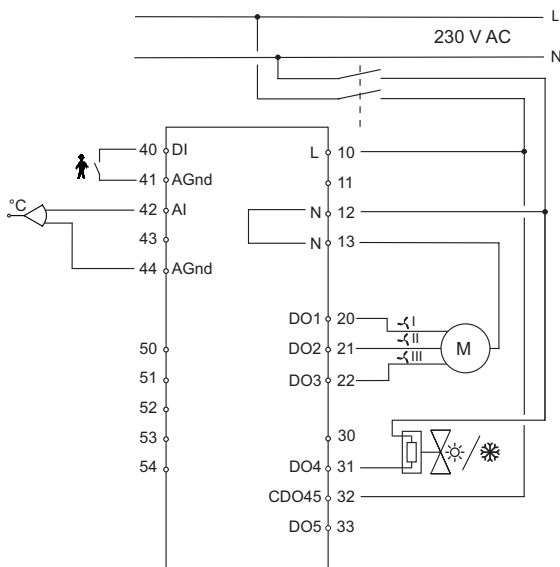 L
230 V AC
N
40 DI
L 10
41 AGnd
11
°C
42 AI
N 12
43
N 13
44 AGnd
DO1 20
I
II
50
DO2 21
M
III
51
DO3 22
52
53
30
54
DO4 31
CDO45 32
DO5 33